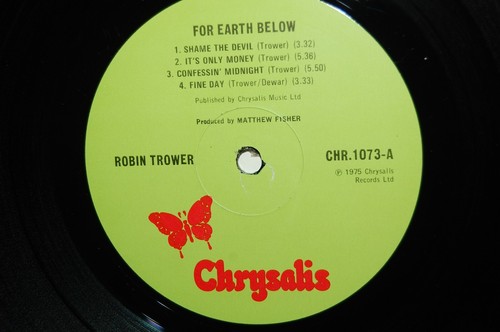 FOR EARTH BELOW
1. SHAME THE DEVIL (Trower) (3.32)
2. IT'S ONLY MONEY (Trower) (5.36)
3. CONFESSIN' MIDNIGHT (Trower) (5.50)
4. FINE DAY (Trower/Dewar) (3.33)
Published by Chrysalis Music Ltd
Produced by MATTHEW FISHER
ROBIN TROWER
CHR.1073-A
℗ 1975 Chrysalis
Records Ltd
Chrysalis